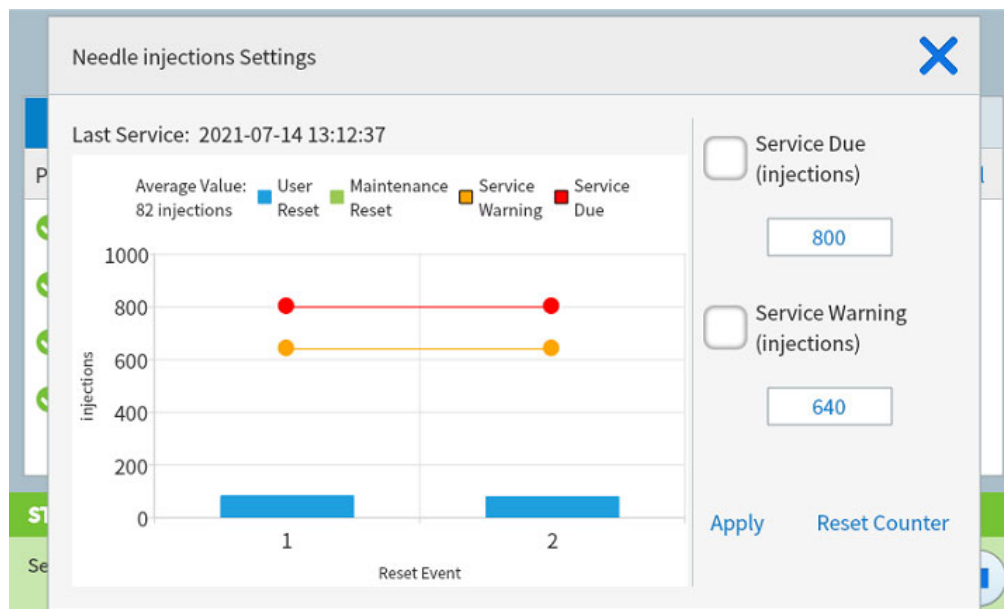 Needle injections Settings
Last Service: 2021-07-14 13:12:37
Average Value:
82 injections
User
Reset
Maintenance
Reset
Service
Warning
Service
Due
1000
800
600
400
200
0
injections
1
2
Reset Event
Service Due
(injections)
800
Service Warning
(injections)
640
Apply
Reset Counter
P
l
ST
Se